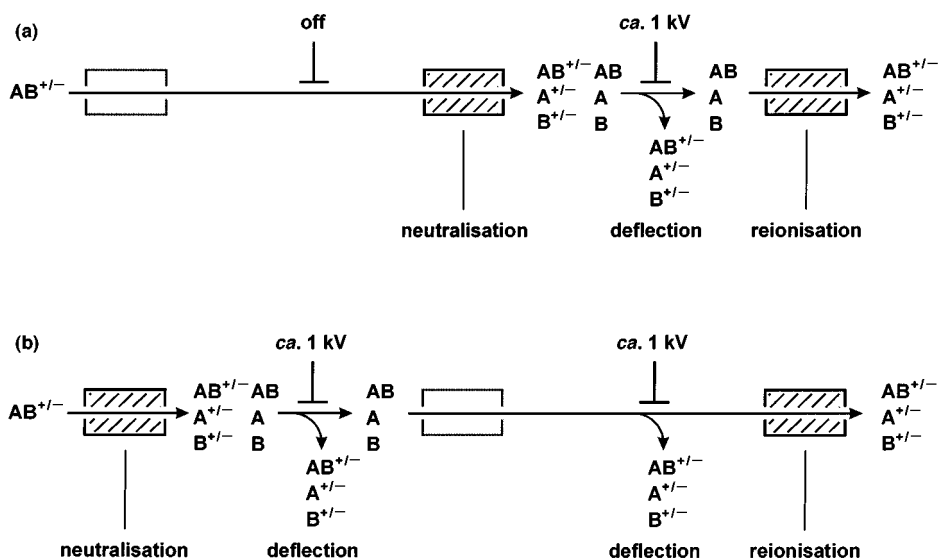 (a)
off
ca. 1 kV
AB+/−
AB+/− AB
A+/− A
B+/− B
AB
A
B
AB+/−
A+/−
B+/−
AB+/−
A+/−
B+/−
neutralisation
deflection
reionisation
(b)
ca. 1 kV
ca. 1 kV
AB+/−
AB+/− AB
A+/− A
B+/− B
AB
A
B
AB+/−
A+/−
B+/−
AB+/−
A+/−
B+/−
AB+/−
A+/−
B+/−
neutralisation
deflection
deflection
reionisation